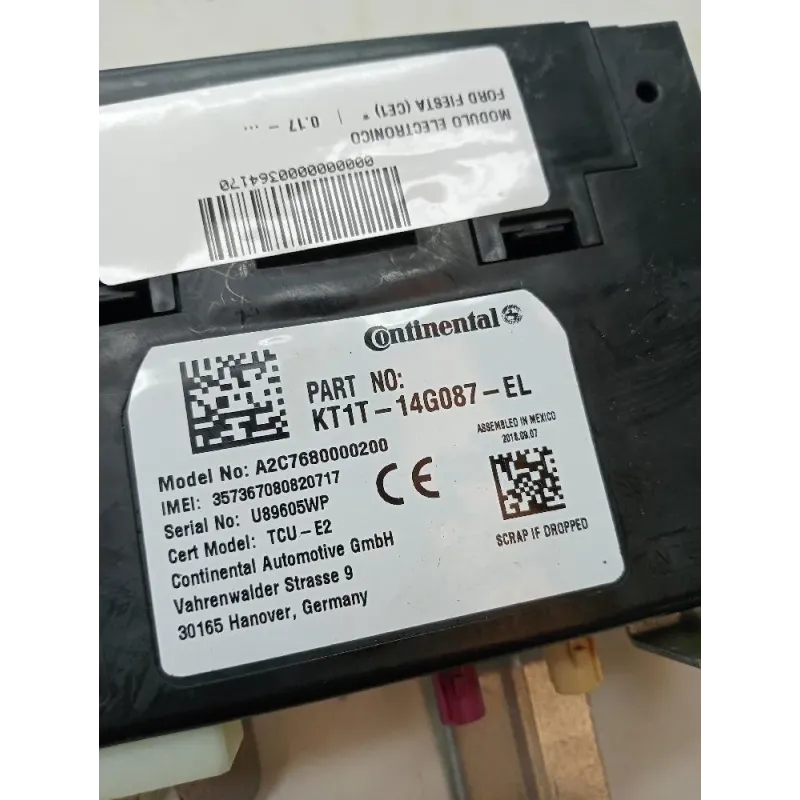 MODULO ELECTRONICO
FORD FIESTA (CE1) * | 0.17 - ...
000000000000364170
Continental
PART NO:
KT1T-14G087-EL
ASSEMBLED IN MEXICO
2018.09.07
Model No: A2C7680000200
IMEI: 357367080820717
Serial No: U89605WP
Cert Model: TCU-E2
Continental Automotive GmbH
Vahrenwalder Strasse 9
30165 Hanover, Germany
CE
SCRAP IF DROPPED